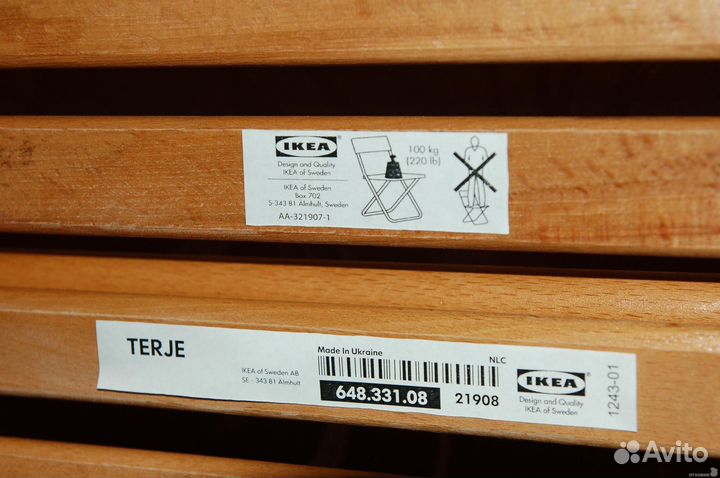 IKEA®
Design and Quality
IKEA of Sweden
IKEA of Sweden
Box 702
S-343 81 Älmhult, Sweden
AA-321907-1
100 kg
(220 lb)
TERJE
IKEA of Sweden AB
SE - 343 81 Älmhult
Made in Ukraine
NLC
648.331.08
21908
IKEA®
Design and Quality
IKEA of Sweden
1243-01
Avito
отзовик